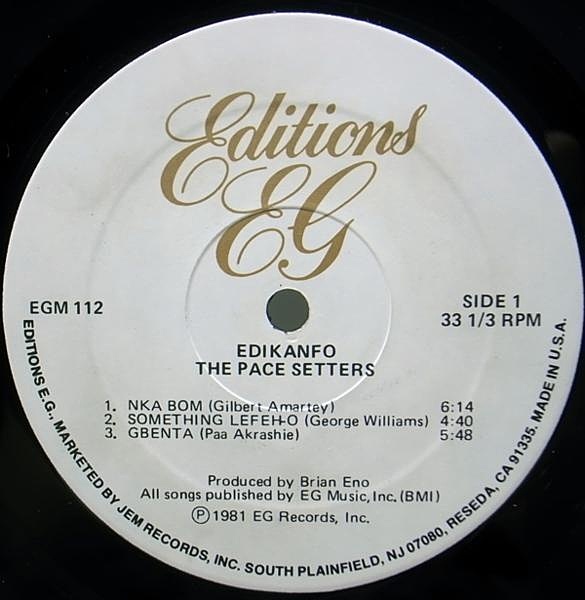 Editions
EG
EGM 112
SIDE 1
33 1/3 RPM
EDIKANFO
THE PACE SETTERS
1. NKA BOM (Gilbert Amartey) 6:14
2. SOMETHING LEFEH-O (George Williams) 4:40
3. GBENTA (Paa Akrashie) 5:48
Produced by Brian Eno
All songs published by EG Music, Inc. (BMI)
Ⓟ 1981 EG Records, Inc.
EDITIONS E.G., MARKETED BY JEM RECORDS, INC. SOUTH PLAINFIELD, NJ 07080, RESEDA, CA 91335. MADE IN U.S.A.